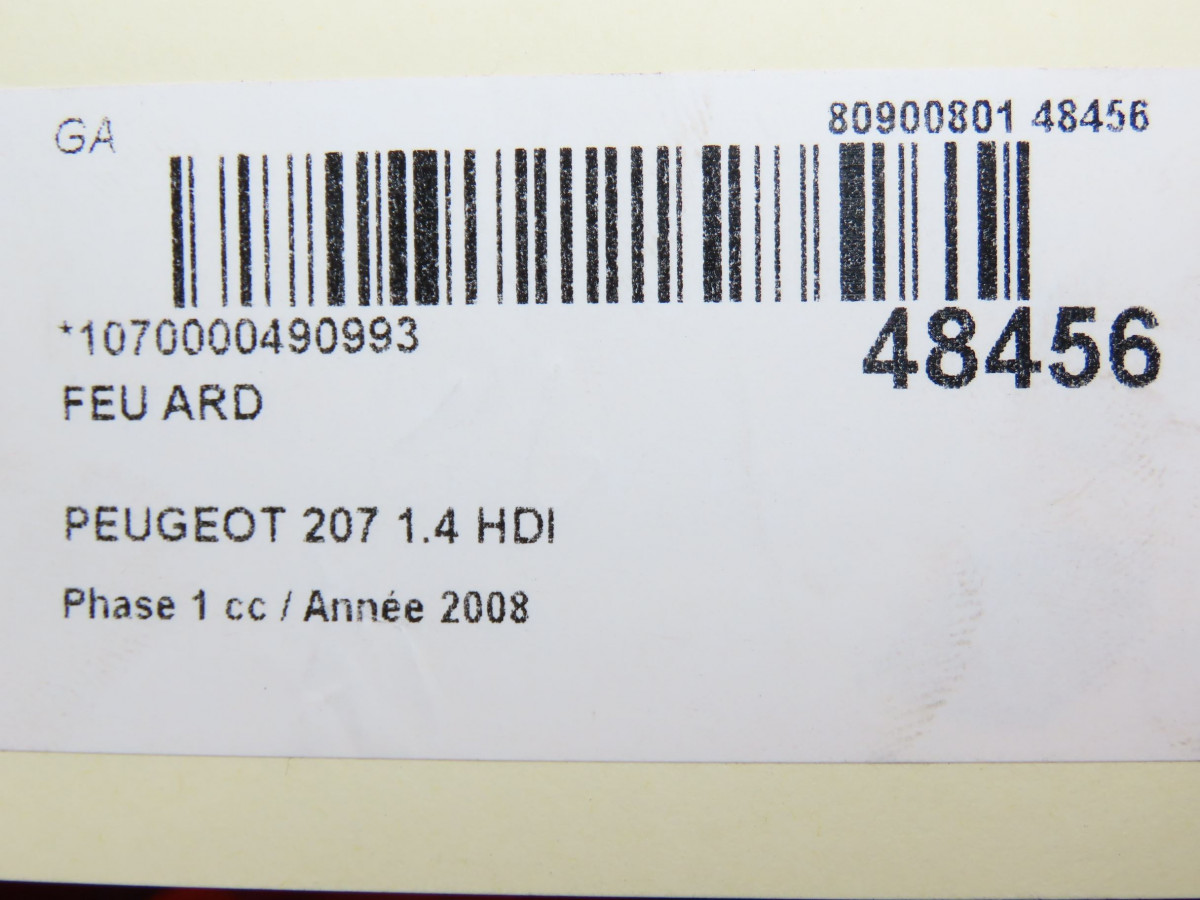 GA
80900801 48456
*1070000490993
48456
FEU ARD
PEUGEOT 207 1.4 HDI
Phase 1 cc / Année 2008